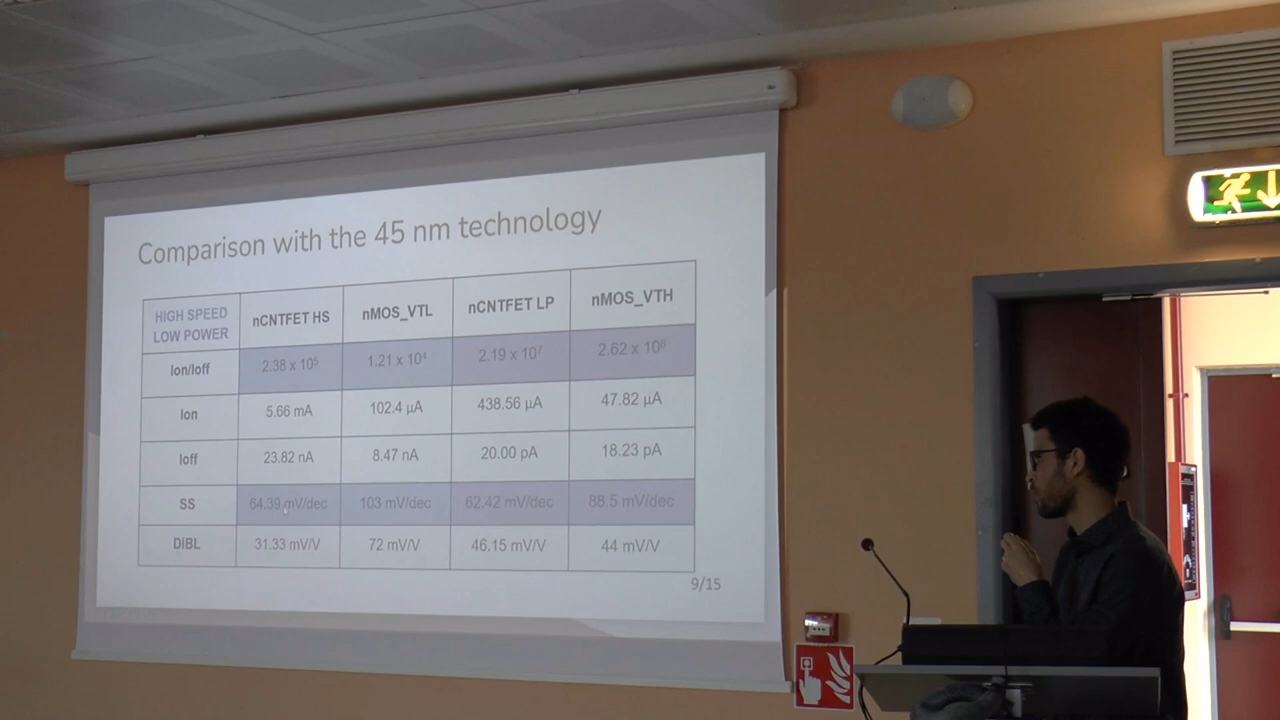 Comparison with the 45 nm technology
HIGH SPEED
LOW POWER
nCNTFET HS
nMOS_VTL
nCNTFET LP
nMOS_VTH
Ion/Ioff
2.38 x 10⁵
1.21 x 10⁴
2.19 x 10⁷
2.62 x 10⁶
Ion
5.66 mA
102.4 µA
438.56 µA
47.82 µA
Ioff
23.82 nA
8.47 nA
20.00 pA
18.23 pA
SS
64.39 mV/dec
103 mV/dec
62.42 mV/dec
88.5 mV/dec
DIBL
31.33 mV/V
72 mV/V
46.15 mV/V
44 mV/V
9/15